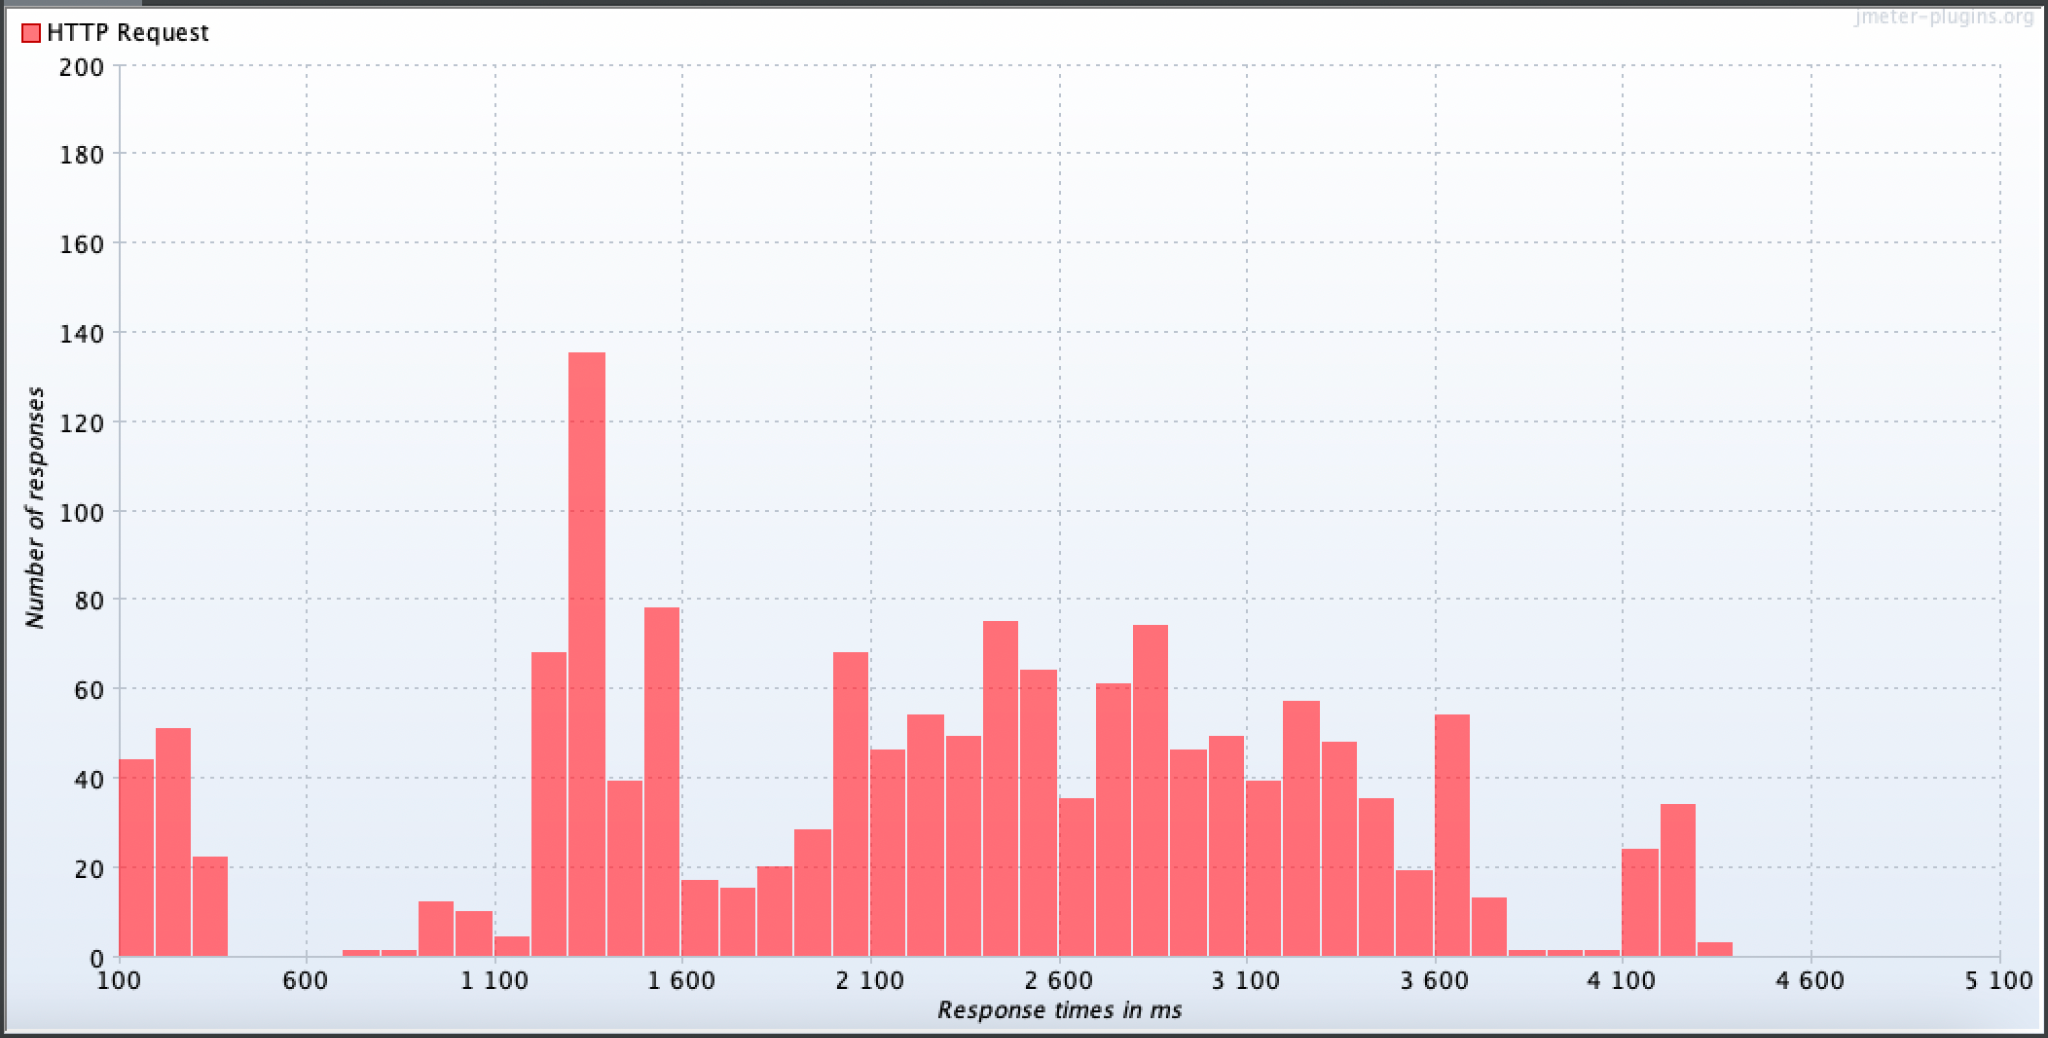 jmeter-plugins.org
HTTP Request
200
180
160
140
120
100
80
60
40
20
0
Number of responses
100 600 1 100 1 600 2 100 2 600 3 100 3 600 4 100 4 600 5 100
Response times in ms